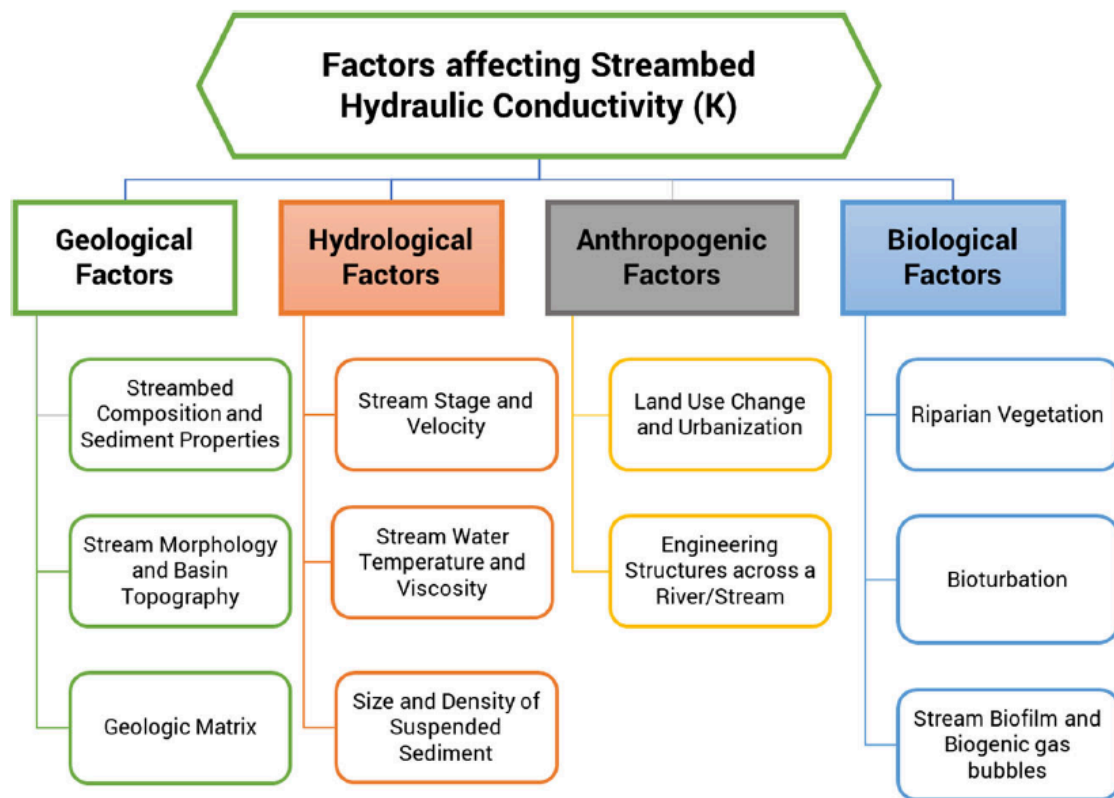 Factors affecting Streambed
Hydraulic Conductivity (K)
Geological
Factors
Hydrological
Factors
Anthropogenic
Factors
Biological
Factors
Streambed
Composition and
Sediment Properties
Stream Morphology
and Basin
Topography
Geologic Matrix
Stream Stage and
Velocity
Stream Water
Temperature and
Viscosity
Size and Density of
Suspended
Sediment
Land Use Change
and Urbanization
Engineering
Structures across a
River/Stream
Riparian Vegetation
Bioturbation
Stream Biofilm and
Biogenic gas
bubbles